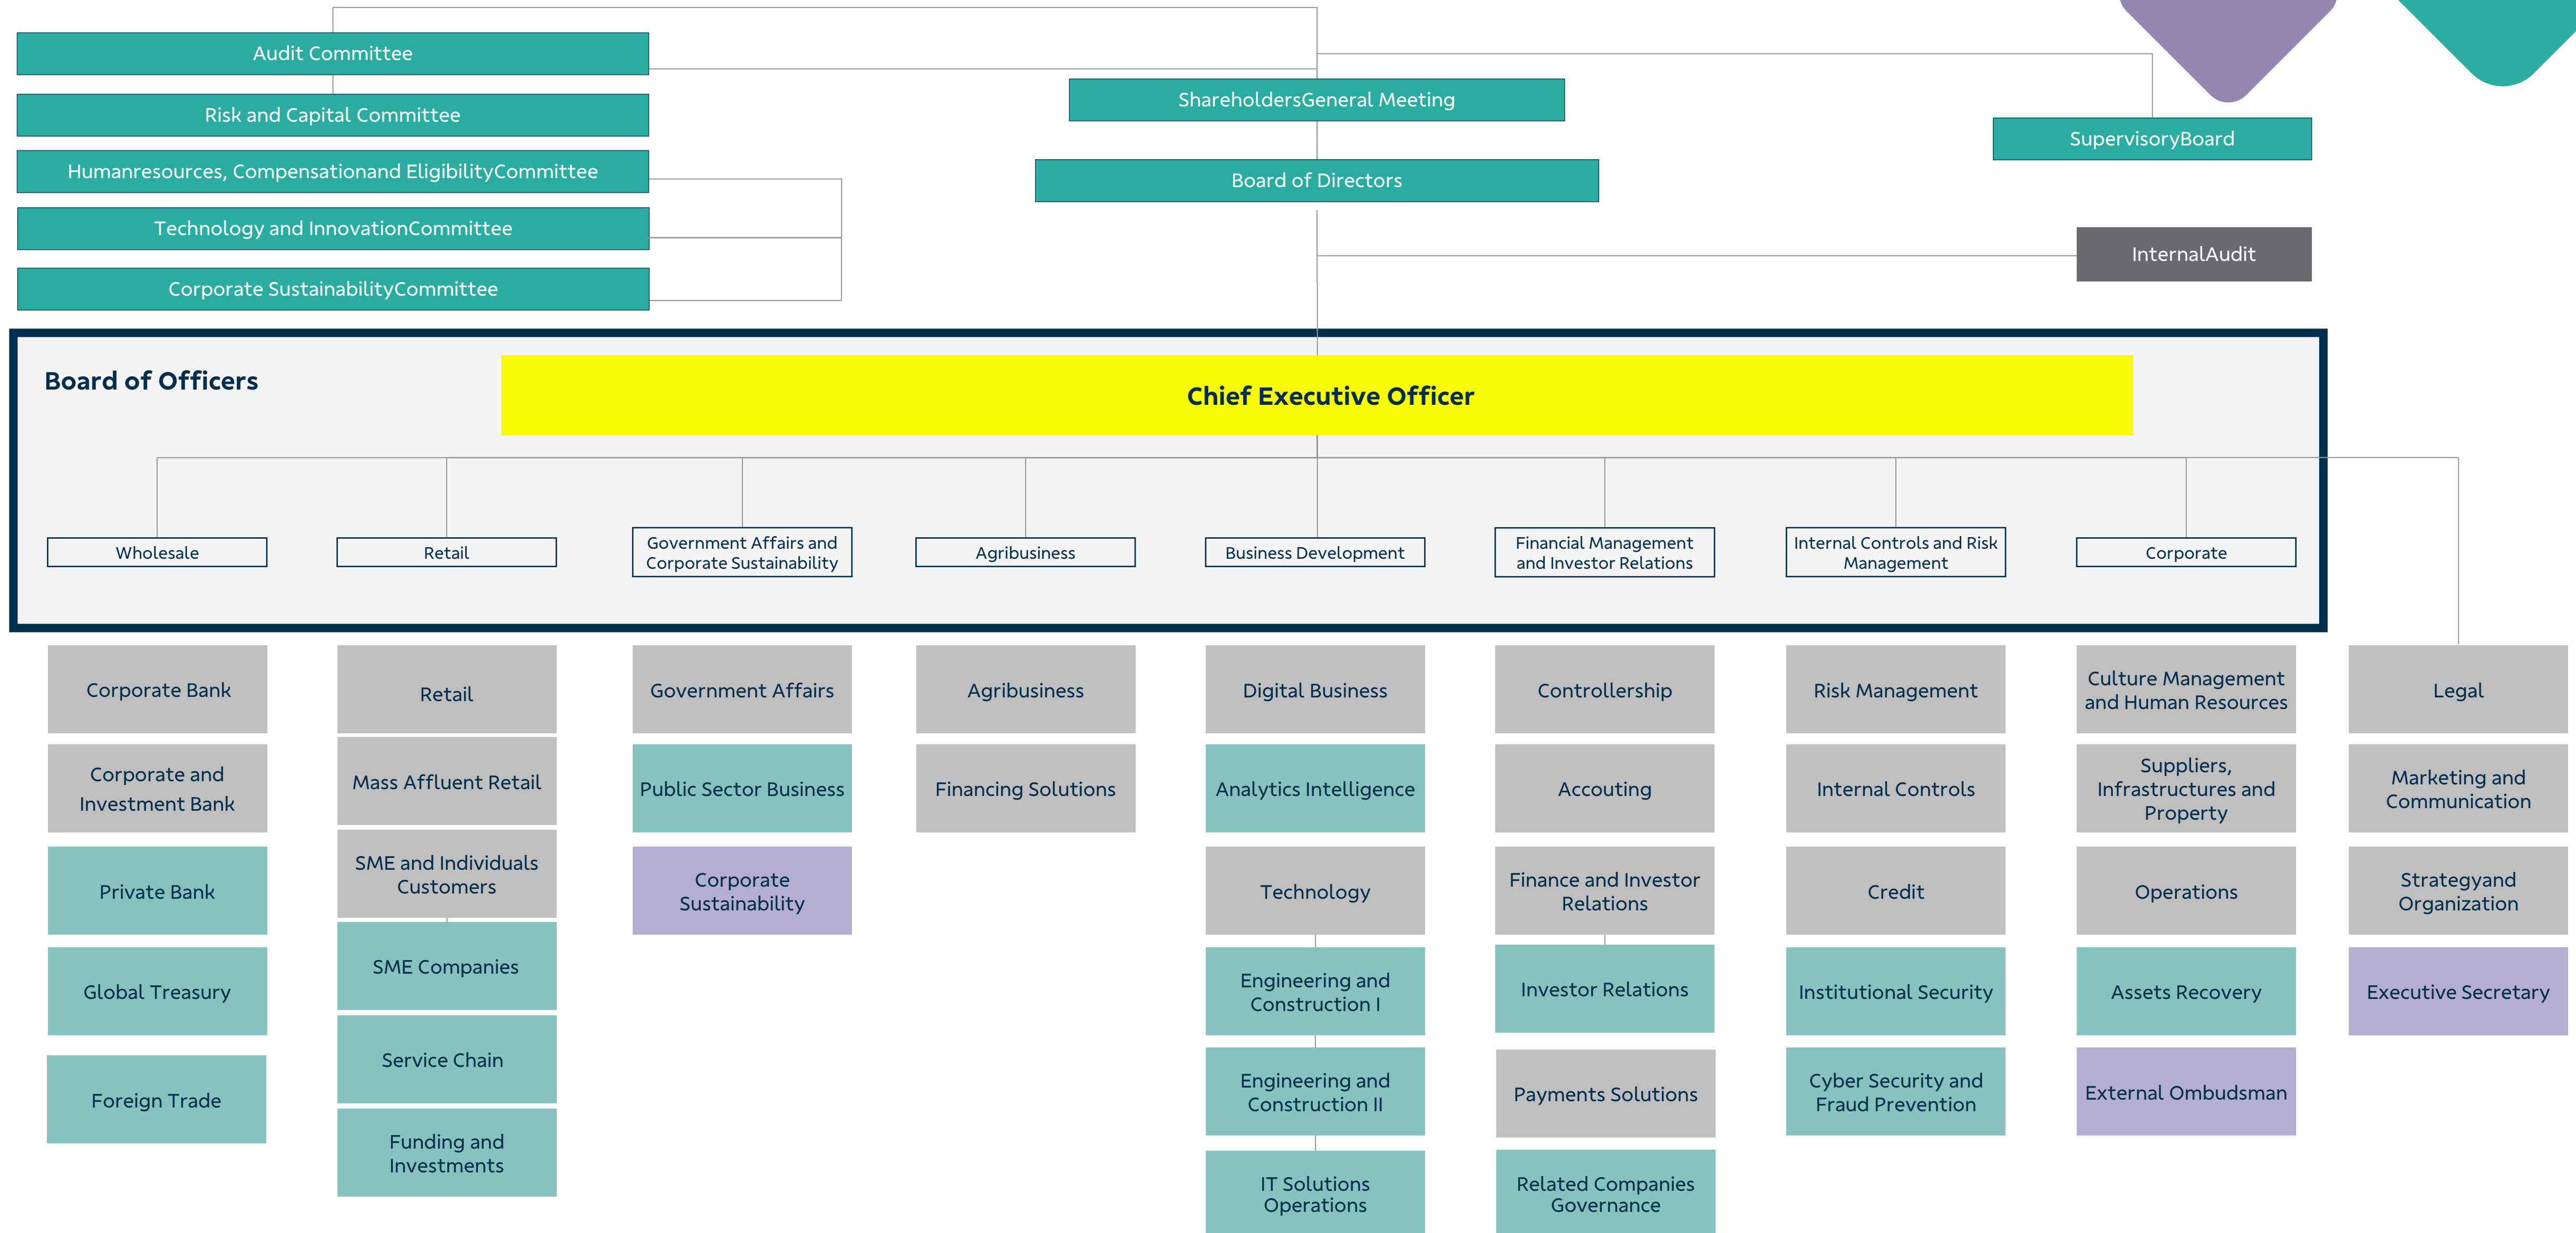 Audit Committee
Risk and Capital Committee
Humanresources, Compensationand EligibilityCommittee
Technology and InnovationCommittee
Corporate SustainabilityCommittee
ShareholdersGeneral Meeting
Board of Directors
SupervisoryBoard
InternalAudit
Board of Officers
Chief Executive Officer
Wholesale
Retail
Government Affairs and
Corporate Sustainability
Agribusiness
Business Development
Financial Management
and Investor Relations
Internal Controls and Risk
Management
Corporate
Corporate Bank
Corporate and
Investment Bank
Private Bank
Global Treasury
Foreign Trade
Retail
Mass Affluent Retail
SME and Individuals
Customers
SME Companies
Service Chain
Funding and
Investments
Government Affairs
Public Sector Business
Corporate
Sustainability
Agribusiness
Financing Solutions
Digital Business
Analytics Intelligence
Technology
Engineering and
Construction I
Engineering and
Construction II
IT Solutions
Operations
Controllership
Accouting
Finance and Investor
Relations
Investor Relations
Payments Solutions
Related Companies
Governance
Risk Management
Internal Controls
Credit
Institutional Security
Cyber Security and
Fraud Prevention
Culture Management
and Human Resources
Suppliers,
Infrastructures and
Property
Operations
Assets Recovery
External Ombudsman
Legal
Marketing and
Communication
Strategyand
Organization
Executive Secretary